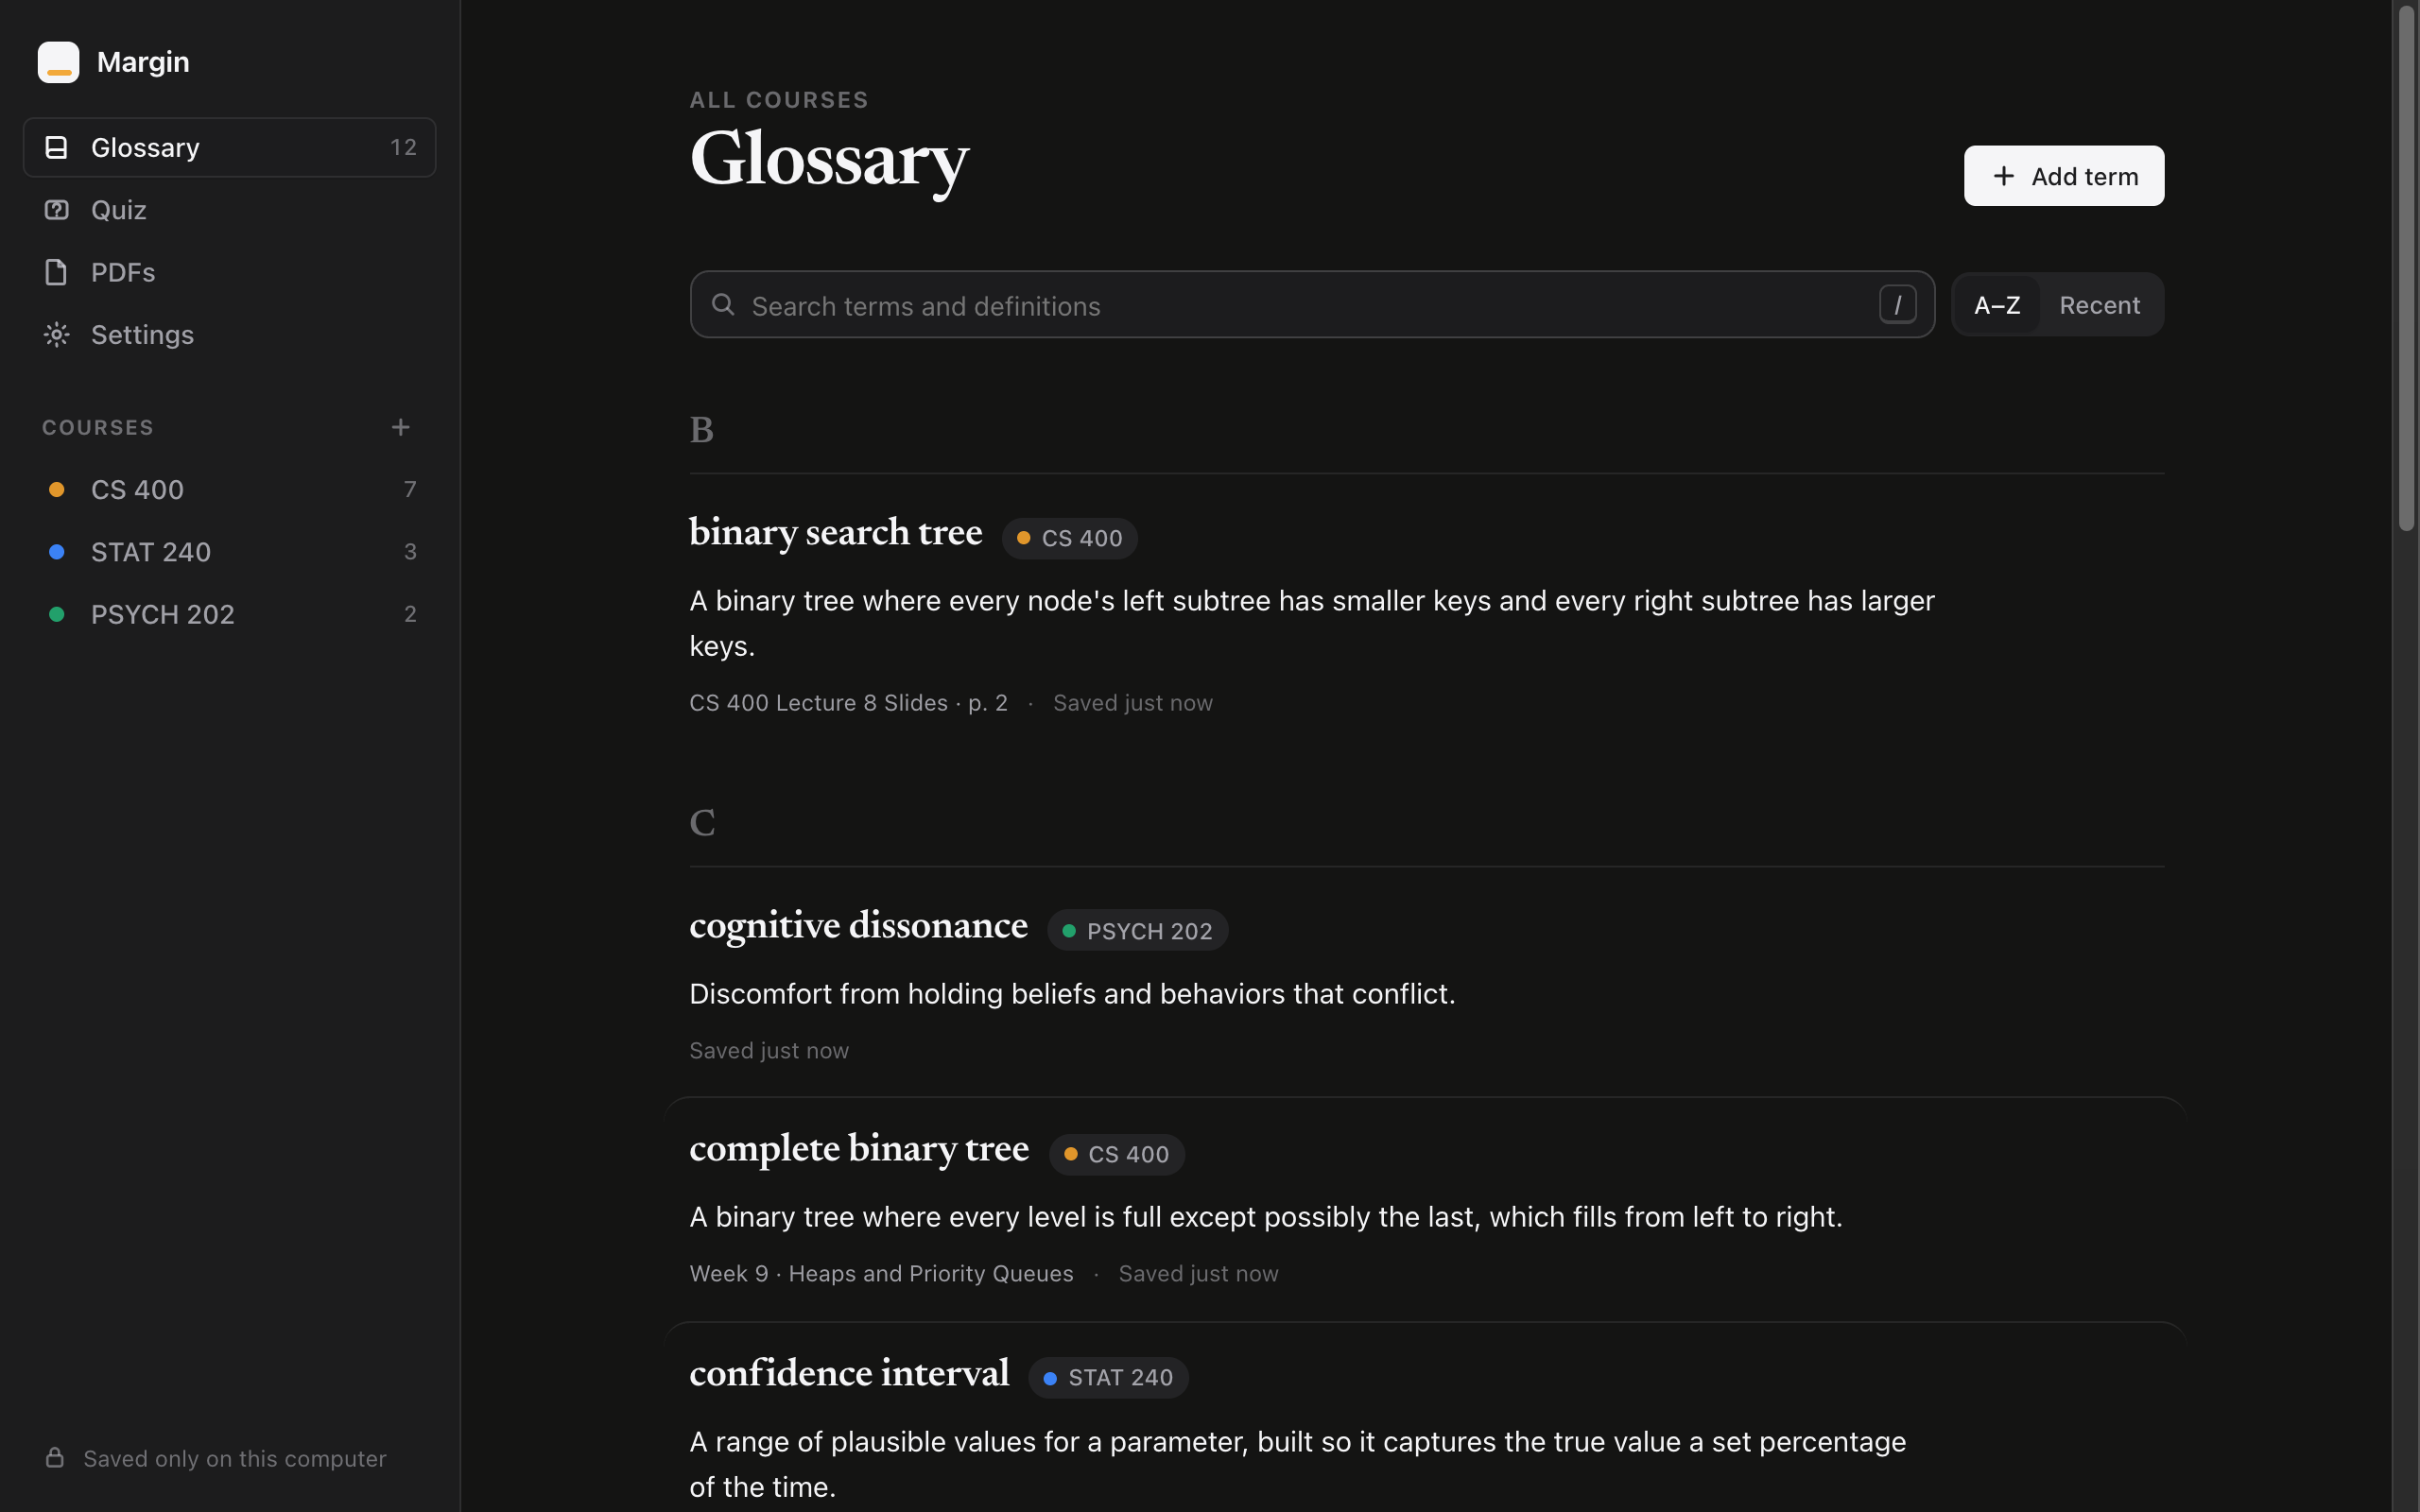 Margin
Glossary 12
Quiz
PDFs
Settings
COURSES +
CS 400 7
STAT 240 3
PSYCH 202 2
Saved only on this computer
ALL COURSES
Glossary
+ Add term
Search terms and definitions /
A–Z Recent
B
binary search tree CS 400
A binary tree where every node's left subtree has smaller keys and every right subtree has larger
keys.
CS 400 Lecture 8 Slides · p. 2 · Saved just now
C
cognitive dissonance PSYCH 202
Discomfort from holding beliefs and behaviors that conflict.
Saved just now
complete binary tree CS 400
A binary tree where every level is full except possibly the last, which fills from left to right.
Week 9 · Heaps and Priority Queues · Saved just now
confidence interval STAT 240
A range of plausible values for a parameter, built so it captures the true value a set percentage
of the time.